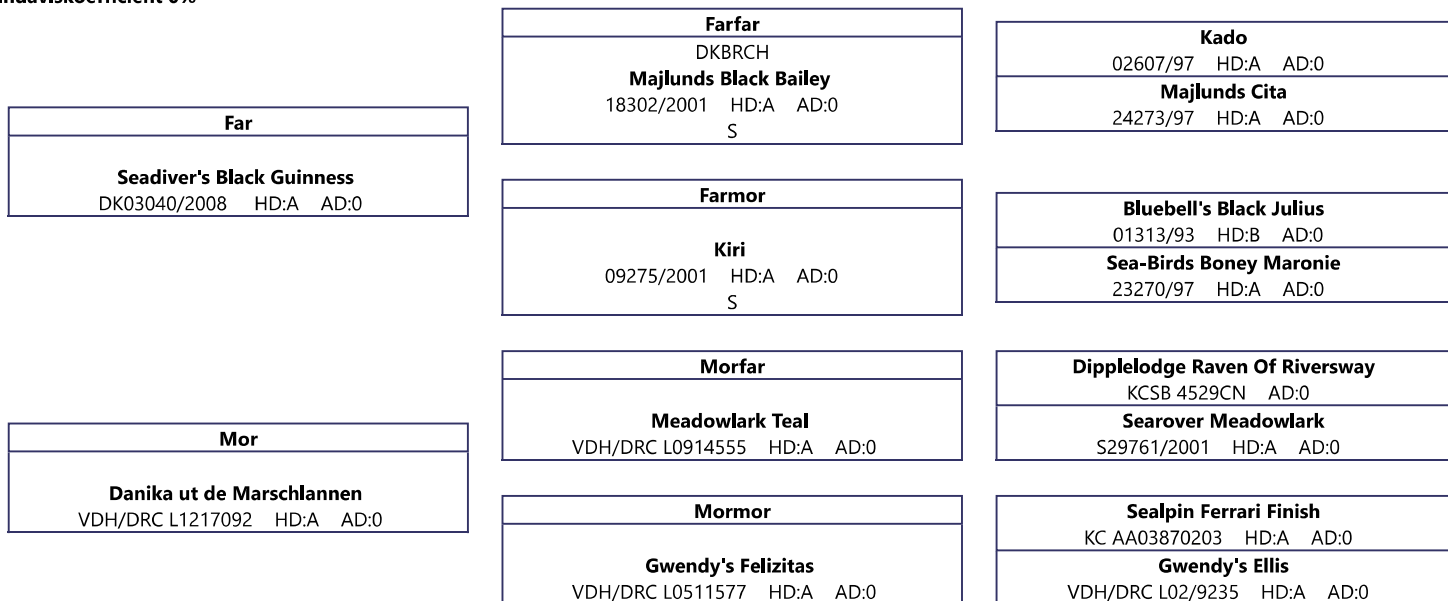 Far
Seadiver's Black Guinness
DK03040/2008 HD:A AD:0
Mor
Danika ut de Marschlannen
VDH/DRC L1217092 HD:A AD:0
Farfar
DKBRCH
Majlunds Black Bailey
18302/2001 HD:A AD:0
S
Farmor
Kiri
09275/2001 HD:A AD:0
S
Morfar
Meadowlark Teal
VDH/DRC L0914555 HD:A AD:0
Mormor
Gwendy's Felizitas
VDH/DRC L0511577 HD:A AD:0
Kado
02607/97 HD:A AD:0
Majlunds Cita
24273/97 HD:A AD:0
Bluebell's Black Julius
01313/93 HD:B AD:0
Sea-Birds Boney Maronie
23270/97 HD:A AD:0
Dipplelodge Raven Of Riversway
KCSB 4529CN AD:0
Searover Meadowlark
S29761/2001 HD:A AD:0
Sealpin Ferrari Finish
KC AA03870203 HD:A AD:0
Gwendy's Ellis
VDH/DRC L02/9235 HD:A AD:0